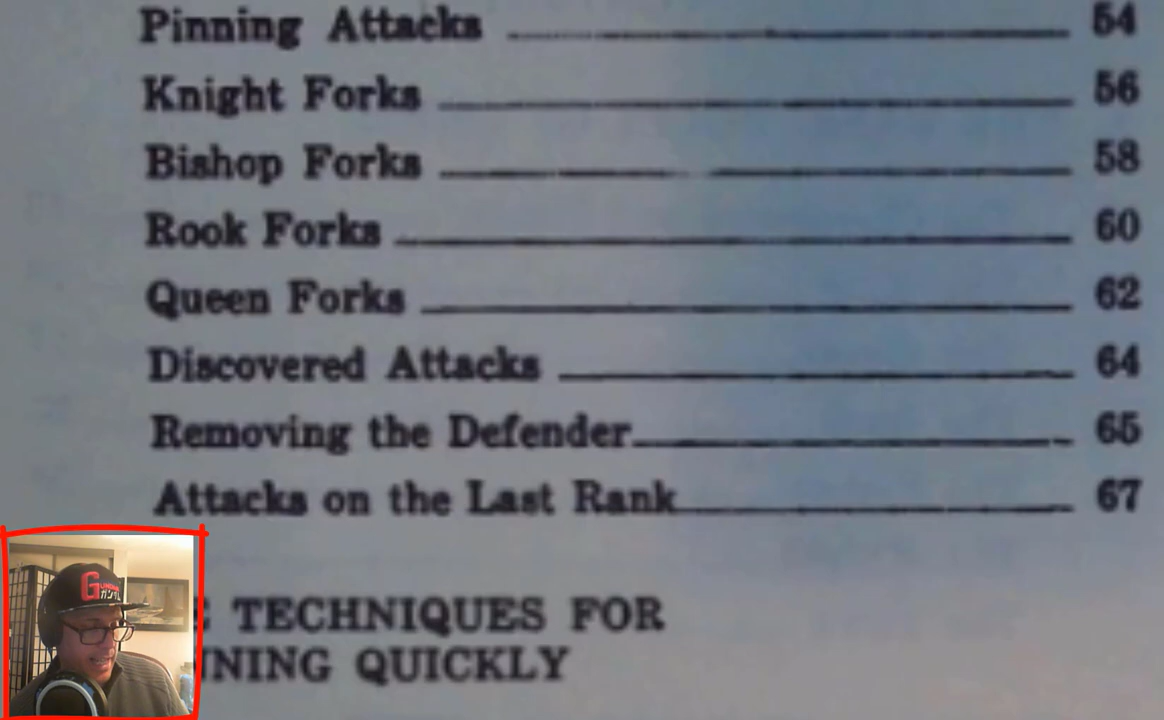 Pinning Attacks 54
Knight Forks 56
Bishop Forks 58
Rook Forks 60
Queen Forks 62
Discovered Attacks 64
Removing the Defender 65
Attacks on the Last Rank 67
TECHNIQUES FOR
NING QUICKLY
G